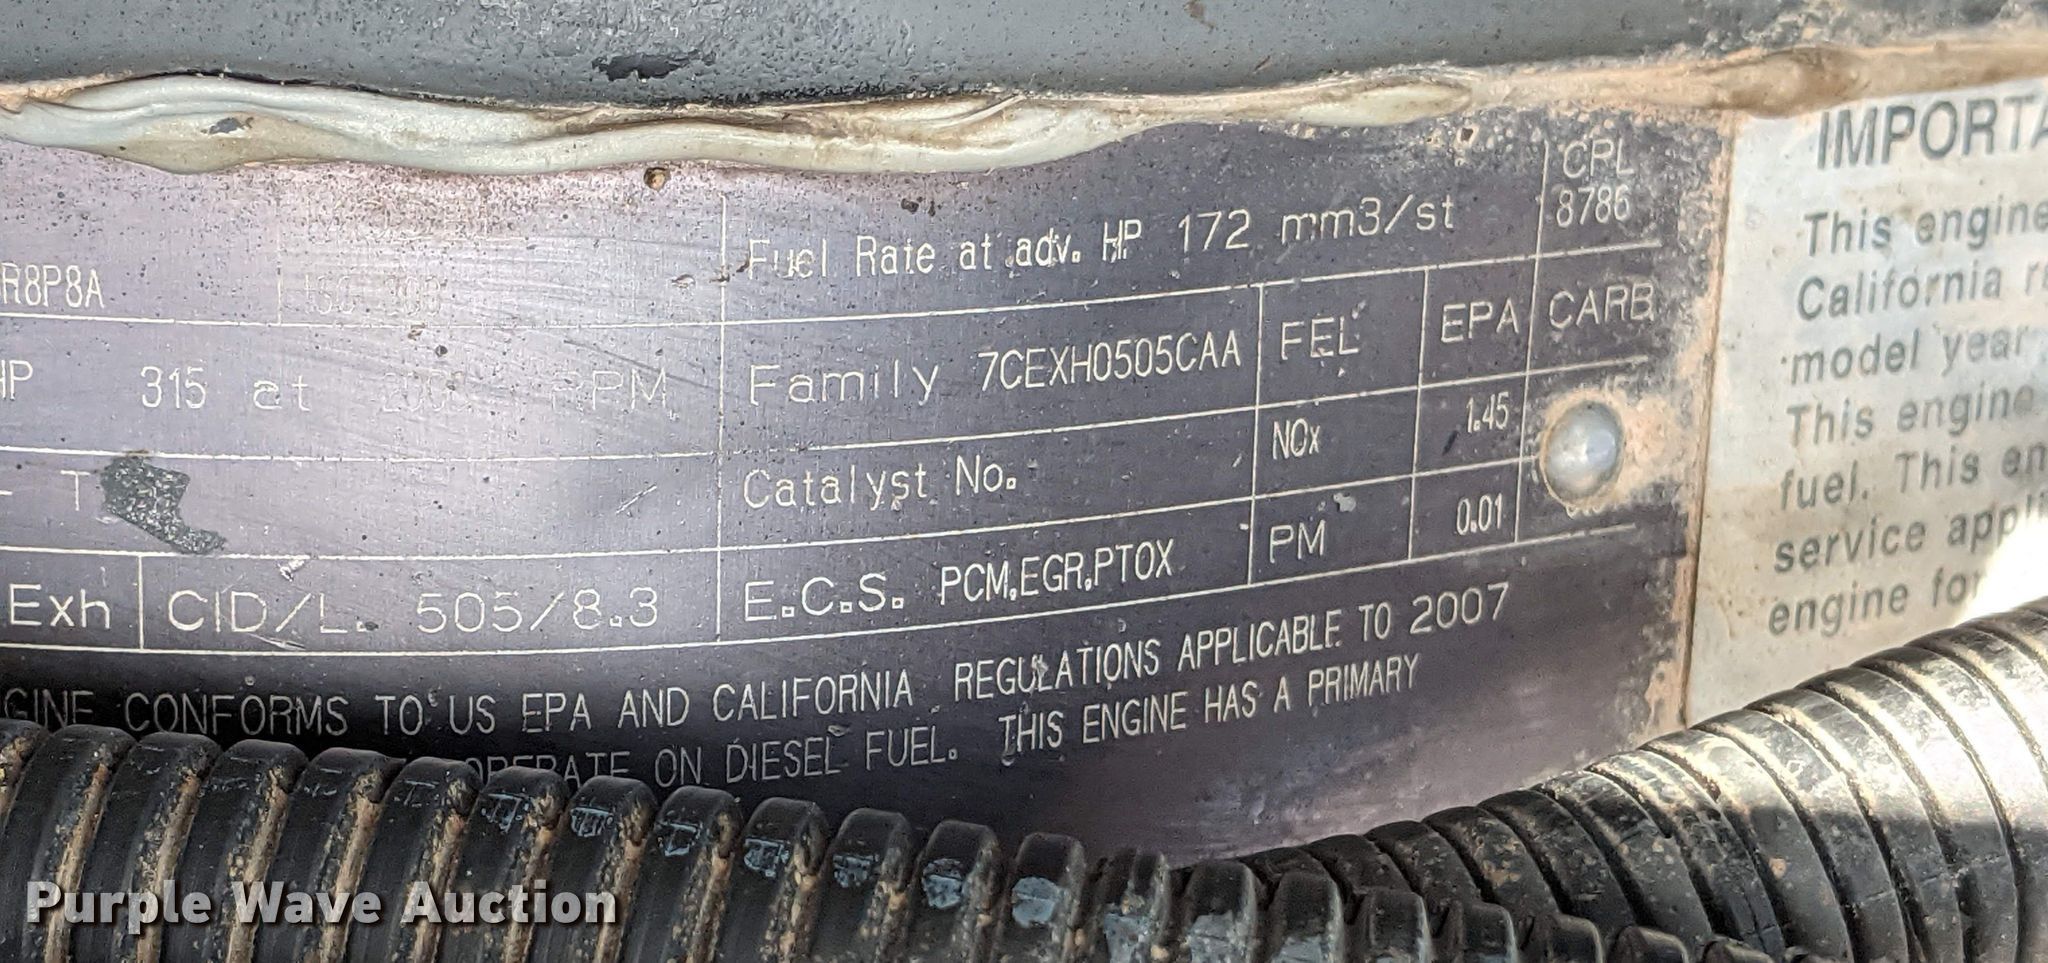 Fuel Rate at adv. HP 172 mm3/st
CPL
8786
R8P8A
HP 315 at RPM
Family 7CEXH0505CAA
FEL EPA CARB
T
Catalyst No.
NOx 1.45
Exh CID/L. 505/8.3
E.C.S. PCM,EGR,PTOX
PM 0.01
CONFORMS TO US EPA AND CALIFORNIA REGULATIONS APPLICABLE TO 2007
OPERATE ON DIESEL FUEL. THIS ENGINE HAS A PRIMARY
IMPORTA
This engine
California
model year
This engine
fuel. This en
service appli
engine fo
Purple Wave Auction